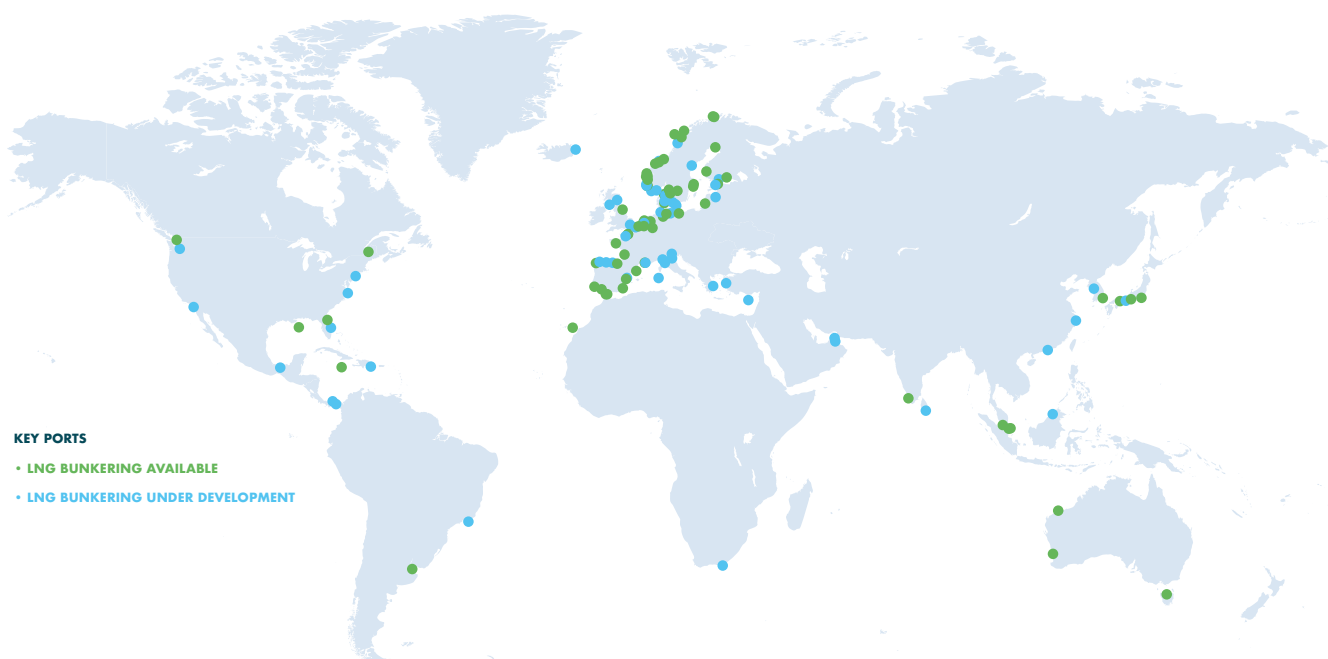 KEY PORTS
• LNG BUNKERING AVAILABLE
• LNG BUNKERING UNDER DEVELOPMENT